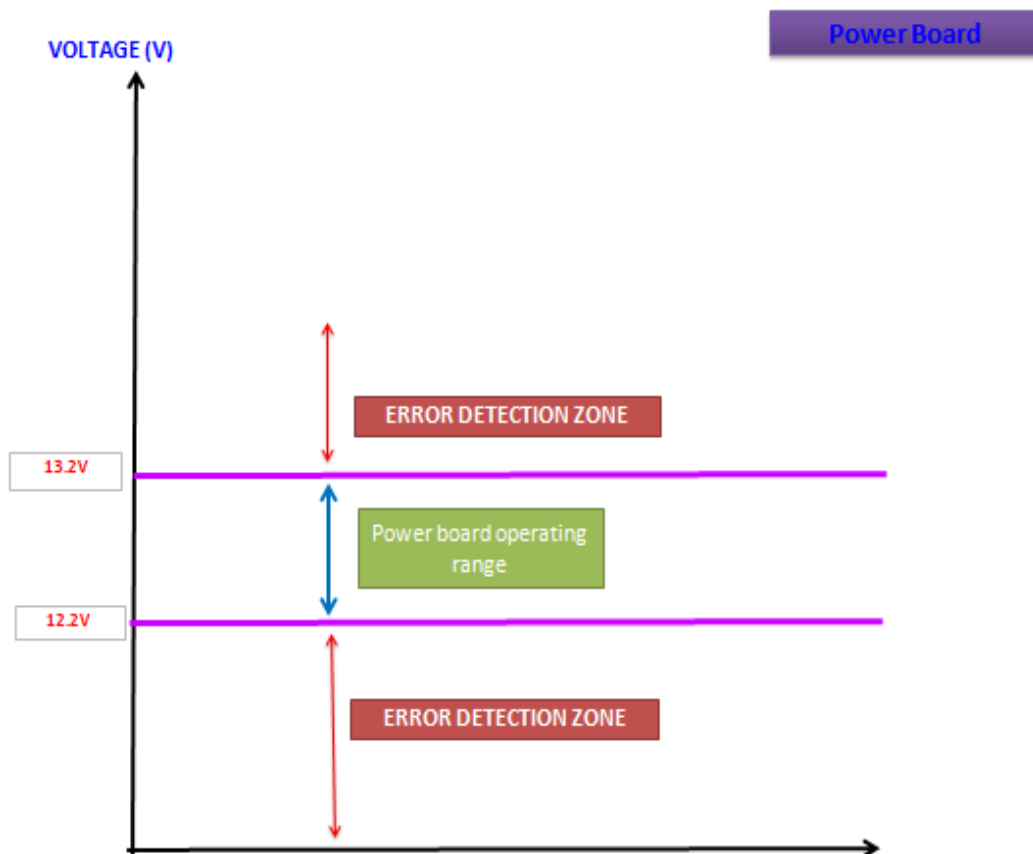 Power Board
VOLTAGE (V)
ERROR DETECTION ZONE
13.2V
Power board operating
range
12.2V
ERROR DETECTION ZONE